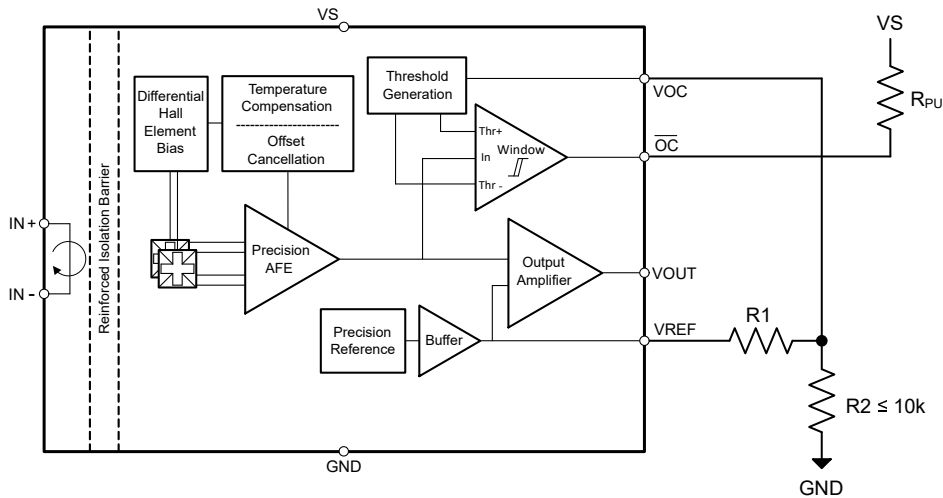 VS
VS
Differential
Hall
Element
Bias
Temperature
Compensation
Offset
Cancellation
Threshold
Generation
VOC
RPU
Thr+
In
Window
Thr -
OC
Reinforced Isolation Barrier
IN +
IN -
Precision
AFE
Output
Amplifier
VOUT
Precision
Reference
Buffer
VREF
R1
R2 ≤ 10k
GND
GND